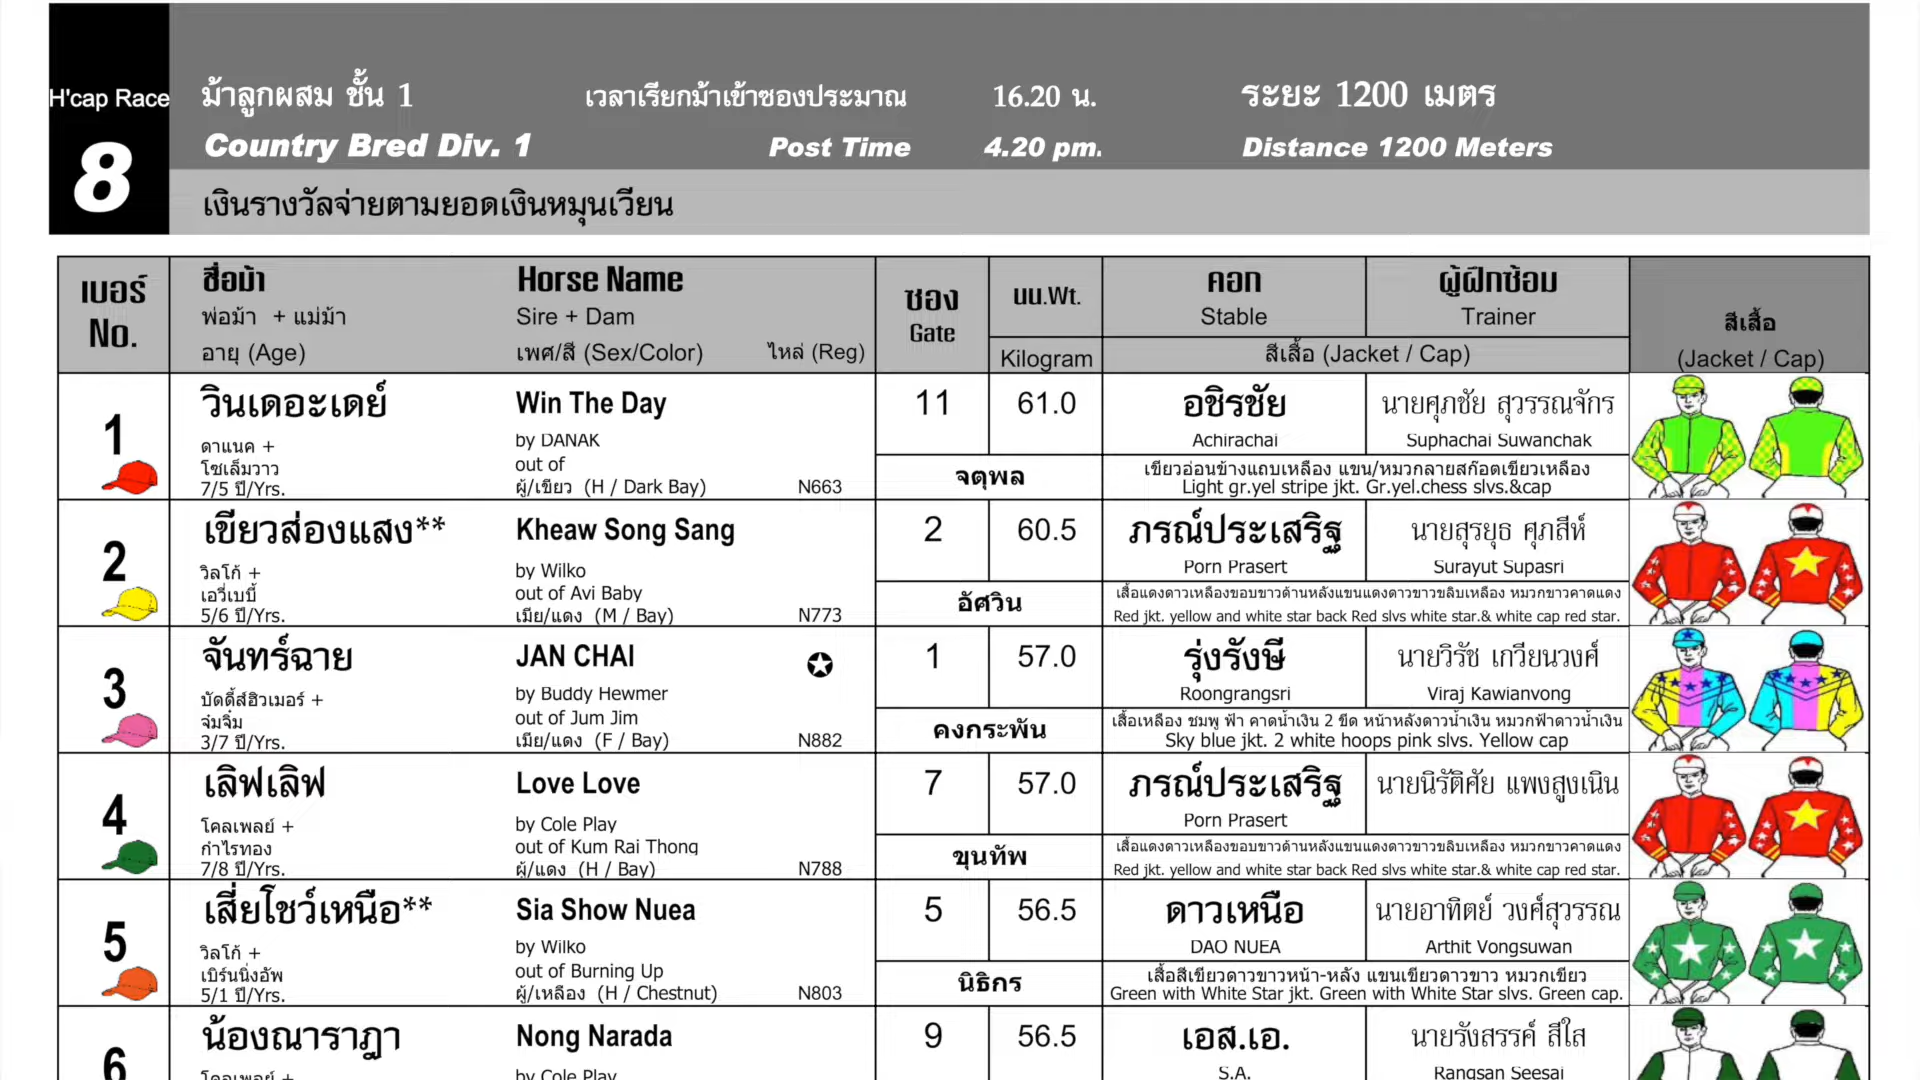 H'cap Race
8
ม้าลูกผสม ชั้น 1 เวลาเรียกม้าเข้าซองประมาณ 16.20 น. ระยะ 1200 เมตร
Country Bred Div. 1 Post Time 4.20 pm. Distance 1200 Meters
เงินรางวัลจ่ายตามยอดเงินหมุนเวียน
เบอร์ No. ชื่อม้า Horse Name ซอง Gate นน.Wt. คอก Stable ผู้ฝึกซ้อม Trainer สีเสื้อ
พ่อม้า + แม่ม้า Sire + Dam
อายุ (Age) เพศ/สี (Sex/Color) ไหล่ (Reg) Kilogram สีเสื้อ (Jacket / Cap) (Jacket / Cap)
1 วินเดอะเดย์ Win The Day 11 61.0 อชิรชัย นายศุภชัย สุวรรณจักร
ดาแนค + by DANAK Achirachai Suphachai Suwanchak
โซเล็มวาว out of จตุพล เขียวอ่อนข้างแถบเหลือง แขน/หมวกลายสก๊อตเขียวเหลือง
7/5 ปี/Yrs. ผู้/เขียว (H / Dark Bay) N663 Light gr.yel stripe jkt. Gr.yel.chess slvs.&cap
2 เขียวส่องแสง** Kheaw Song Sang 2 60.5 ภรณ์ประเสริฐ นายสุรยุธ ศุภสีห์
วิลโก้ + by Wilko Porn Prasert Surayut Supasri
เอวี่เบบี้ out of Avi Baby อัศวิน เสื้อแดงดาวเหลืองขอบขาวด้านหลังแขนแดงดาวขาวขลิบเหลือง หมวกขาวคาดแดง
5/6 ปี/Yrs. เมีย/แดง (M / Bay) N773 Red jkt. yellow and white star back Red slvs white star.& white cap red star.
3 จันทร์ฉาย JAN CHAI 1 57.0 รุ่งรังษี นายวิรัช เกวียนวงศ์
บัดดี้ส์ฮิวเมอร์ + by Buddy Hewmer Roongrangsri Viraj Kawianvong
จุ๋มจิ๋ม out of Jum Jim คงกระพัน เสื้อเหลือง ชมพู ฟ้า คาดน้ำเงิน 2 ขีด หน้าหลังดาวน้ำเงิน หมวกฟ้าดาวน้ำเงิน
3/7 ปี/Yrs. เมีย/แดง (F / Bay) N882 Sky blue jkt. 2 white hoops pink slvs. Yellow cap
4 เลิฟเลิฟ Love Love 7 57.0 ภรณ์ประเสริฐ นายนิรัติศัย แพงสูงเนิน
โคลเพลย์ + by Cole Play Porn Prasert
กำไรทอง out of Kum Rai Thong ขุนทัพ เสื้อแดงดาวเหลืองขอบขาวด้านหลังแขนแดงดาวขาวขลิบเหลือง หมวกขาวคาดแดง
7/8 ปี/Yrs. ผู้/แดง (H / Bay) N788 Red jkt. yellow and white star back Red slvs white star.& white cap red star.
5 เสี่ยโชว์เหนือ** Sia Show Nuea 5 56.5 ดาวเหนือ นายอาทิตย์ วงศ์สุวรรณ
วิลโก้ + by Wilko DAO NUEA Arthit Vongsuwan
เบิร์นนิ่งอัพ out of Burning Up นิธิกร เสื้อสีเขียวดาวขาวหน้า-หลัง แขนเขียวดาวขาว หมวกเขียว
5/1 ปี/Yrs. ผู้/เหลือง (H / Chestnut) N803 Green with White Star jkt. Green with White Star slvs. Green cap.
6 น้องณาราฎา Nong Narada 9 56.5 เอส.เอ. นายรังสรรค์ สีใส
โคลเพลย์ + by Cole Play S.A. Rangsan Seesai